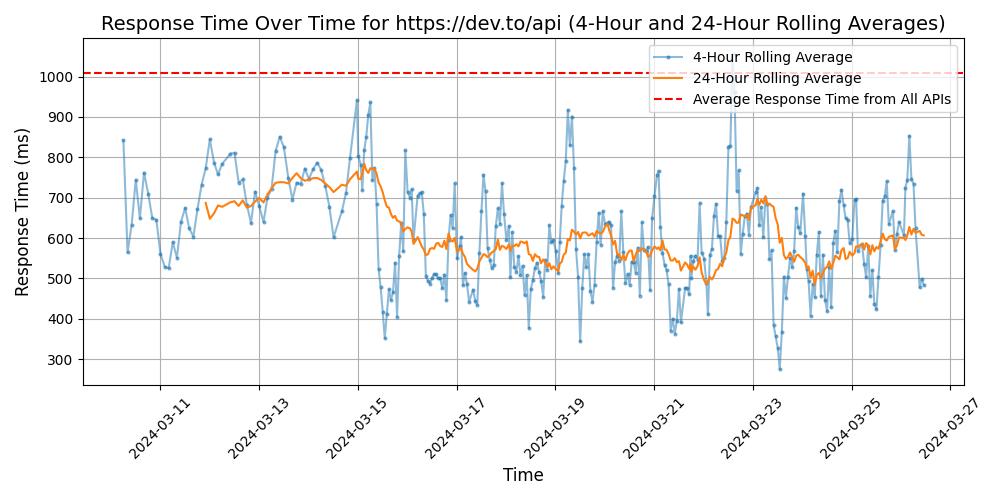 Response Time Over Time for https://dev.to/api (4-Hour and 24-Hour Rolling Averages)
4-Hour Rolling Average
24-Hour Rolling Average
Average Response Time from All APIs
Response Time (ms)
1000
900
800
700
600
500
400
300
2024-03-11
2024-03-13
2024-03-15
2024-03-17
2024-03-19
2024-03-21
2024-03-23
2024-03-25
2024-03-27
Time